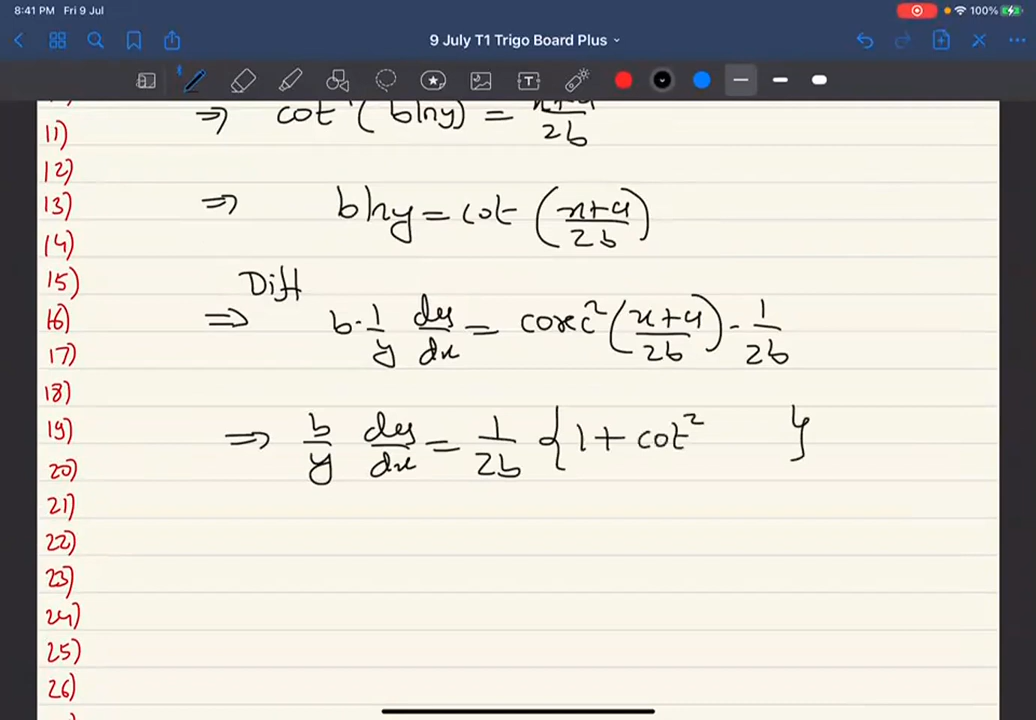 8:41 PM Fri 9 Jul
100%
9 July T1 Trigo Board Plus
T
11) ⇒ cot⁻¹(blny) = x+a/2b
12)
13) ⇒ blny = cot (x+a/2b)
14)
15) Diff
16) ⇒ b·1/y dy/dx = cosec²(x+a/2b) - 1/2b
17)
18)
19) ⇒ b/y dy/dx = 1/2b {1 + cot² }
20)
21)
22)
23)
24)
25)
26)